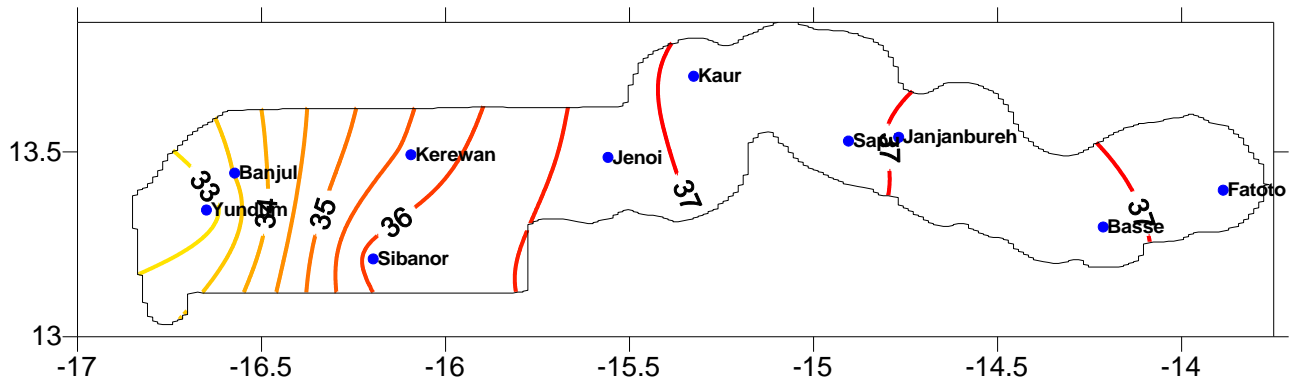 Kaur
13.5
Kerewan
Jenoi
Sapu
Janjanbureh
37
33
Banjul
34
35
36
37
Yundum
Fatoto
37
Basse
Sibanor
13
-17
-16.5
-16
-15.5
-15
-14.5
-14